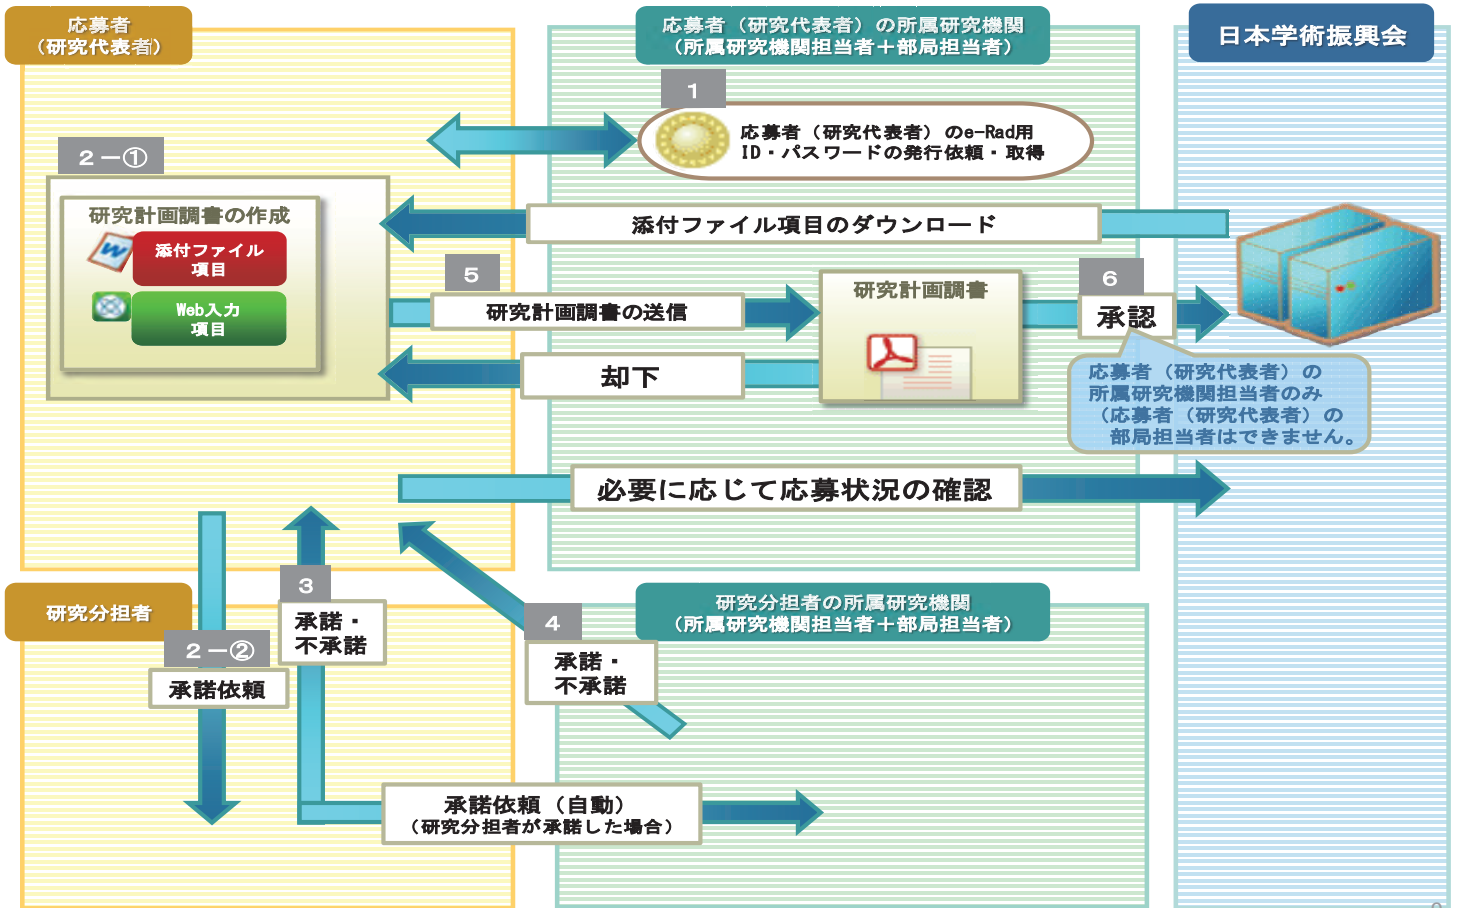 応募者
（研究代表者）
応募者（研究代表者）の所属研究機関
（所属研究機関担当者＋部局担当者）
日本学術振興会
1
応募者（研究代表者）のe-Rad用
ID・パスワードの発行依頼・取得
2－①
研究計画調書の作成
添付ファイル
項目
Web入力
項目
添付ファイル項目のダウンロード
5
研究計画調書の送信
研究計画調書
6
承認
却下
応募者（研究代表者）の
所属研究機関担当者のみ
（応募者（研究代表者）の
部局担当者はできません。
必要に応じて応募状況の確認
研究分担者
研究分担者の所属研究機関
（所属研究機関担当者＋部局担当者）
2－②
承諾依頼
3
承諾・
不承諾
4
承諾・
不承諾
承諾依頼（自動）
（研究分担者が承諾した場合）